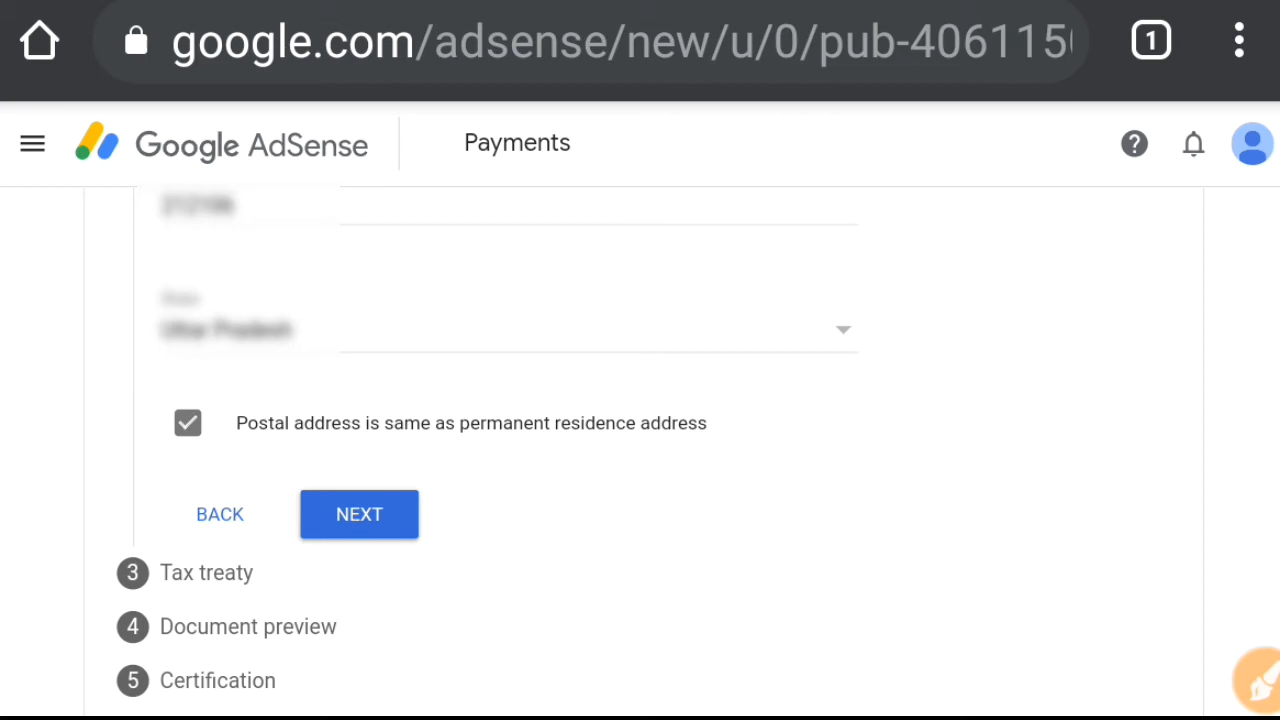 google.com/adsense/new/u/0/pub-406115
1
Google AdSense
Payments
?
Postal address is same as permanent residence address
BACK
NEXT
3 Tax treaty
4 Document preview
5 Certification